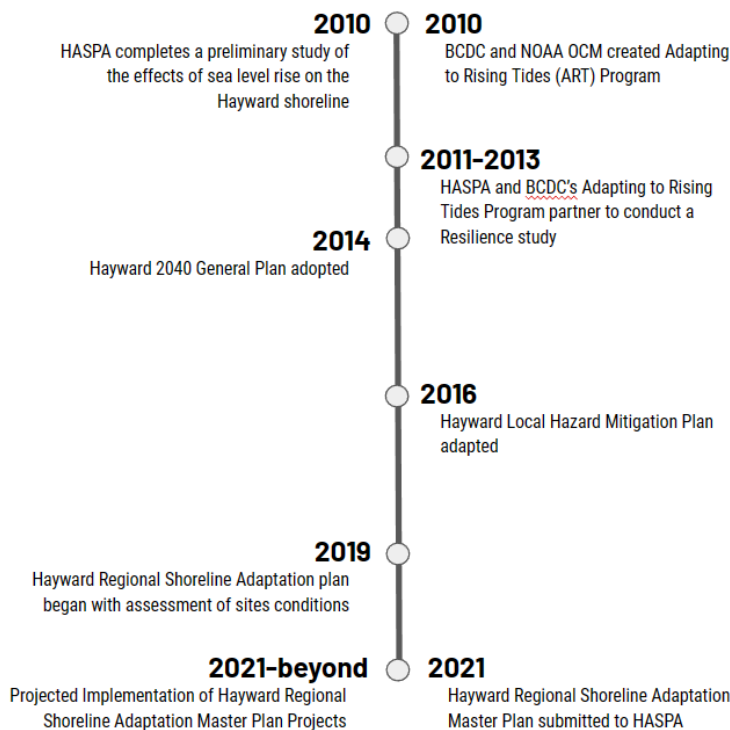 2010
HASPA completes a preliminary study of
the effects of sea level rise on the
Hayward shoreline
2010
BCDC and NOAA OCM created Adapting
to Rising Tides (ART) Program
2011-2013
HASPA and BCDC's Adapting to Rising
Tides Program partner to conduct a
Resilience study
2014
Hayward 2040 General Plan adopted
2016
Hayward Local Hazard Mitigation Plan
adapted
2019
Hayward Regional Shoreline Adaptation plan
began with assessment of sites conditions
2021-beyond
Projected Implementation of Hayward Regional
Shoreline Adaptation Master Plan Projects
2021
Hayward Regional Shoreline Adaptation
Master Plan submitted to HASPA